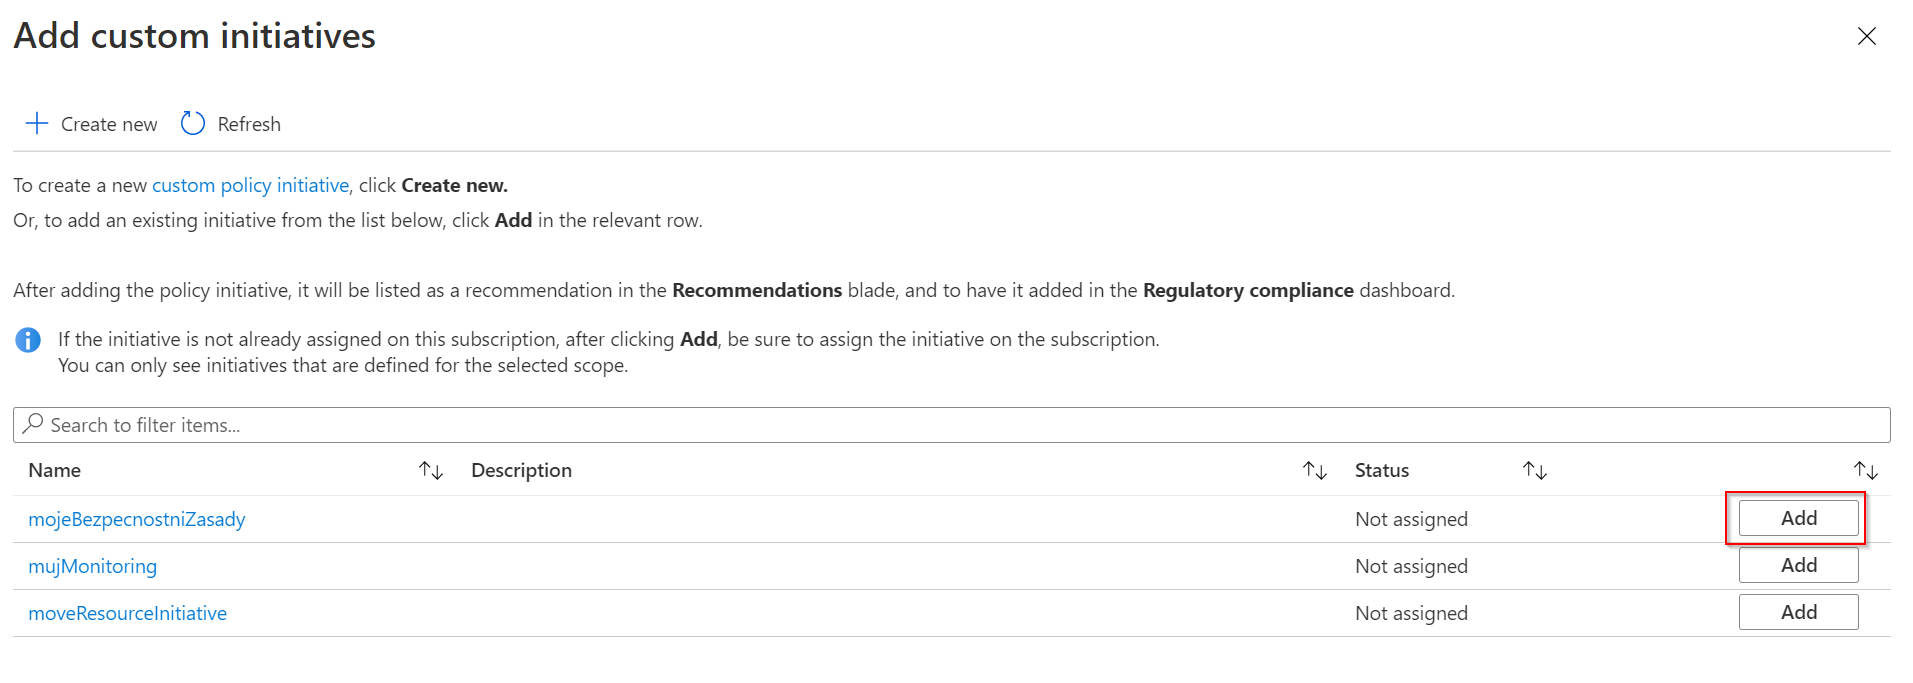 Add custom initiatives
Create new Refresh
To create a new custom policy initiative, click Create new.
Or, to add an existing initiative from the list below, click Add in the relevant row.
After adding the policy initiative, it will be listed as a recommendation in the Recommendations blade, and to have it added in the Regulatory compliance dashboard.
If the initiative is not already assigned on this subscription, after clicking Add, be sure to assign the initiative on the subscription.
You can only see initiatives that are defined for the selected scope.
Search to filter items...
Name Description Status
mojeBezpecnostniZasady Not assigned Add
mujMonitoring Not assigned Add
moveResourceInitiative Not assigned Add